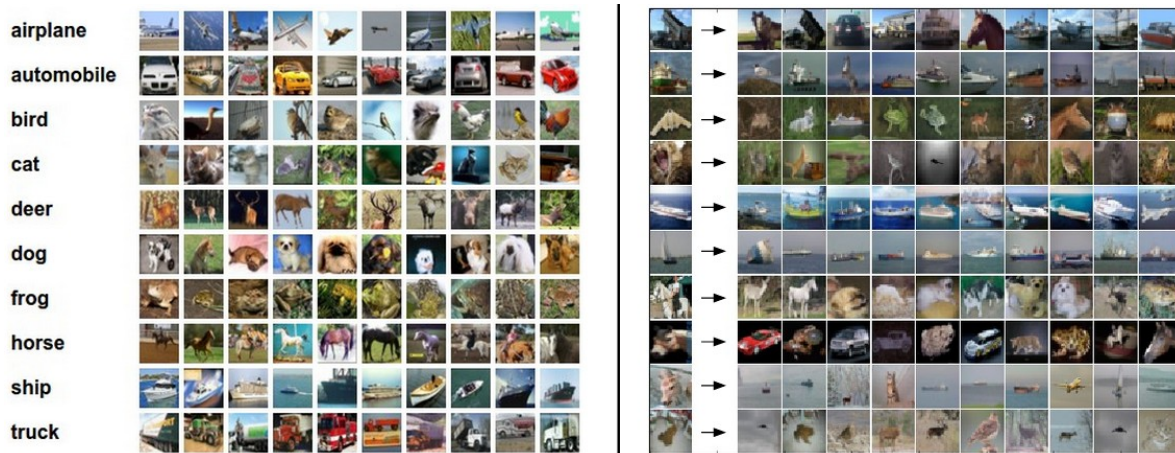 airplane
automobile
bird
cat
deer
dog
frog
horse
ship
truck